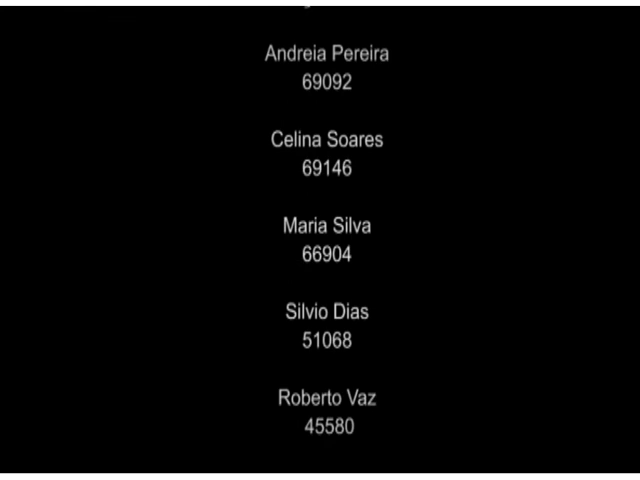 Andreia Pereira
69092
Celina Soares
69146
Maria Silva
66904
Silvio Dias
51068
Roberto Vaz
45580